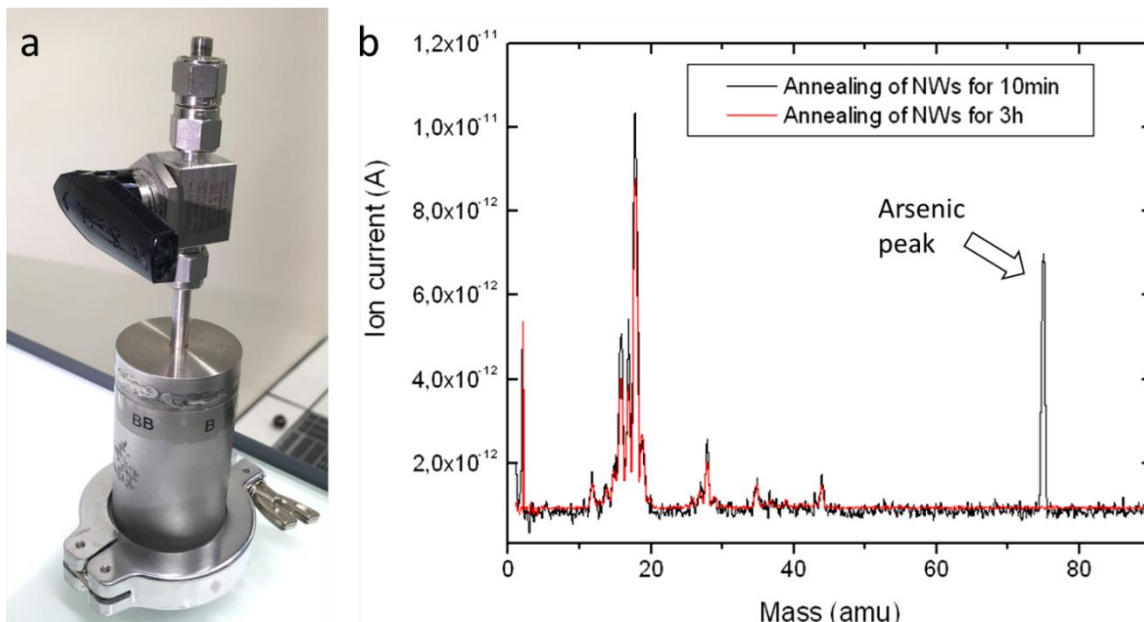 a
BB B
b
1,2x10⁻¹¹
1,0x10⁻¹¹
8,0x10⁻¹²
6,0x10⁻¹²
4,0x10⁻¹²
2,0x10⁻¹²
Ion current (A)
Annealing of NWs for 10min
Annealing of NWs for 3h
Arsenic
peak
0 20 40 60 80
Mass (amu)